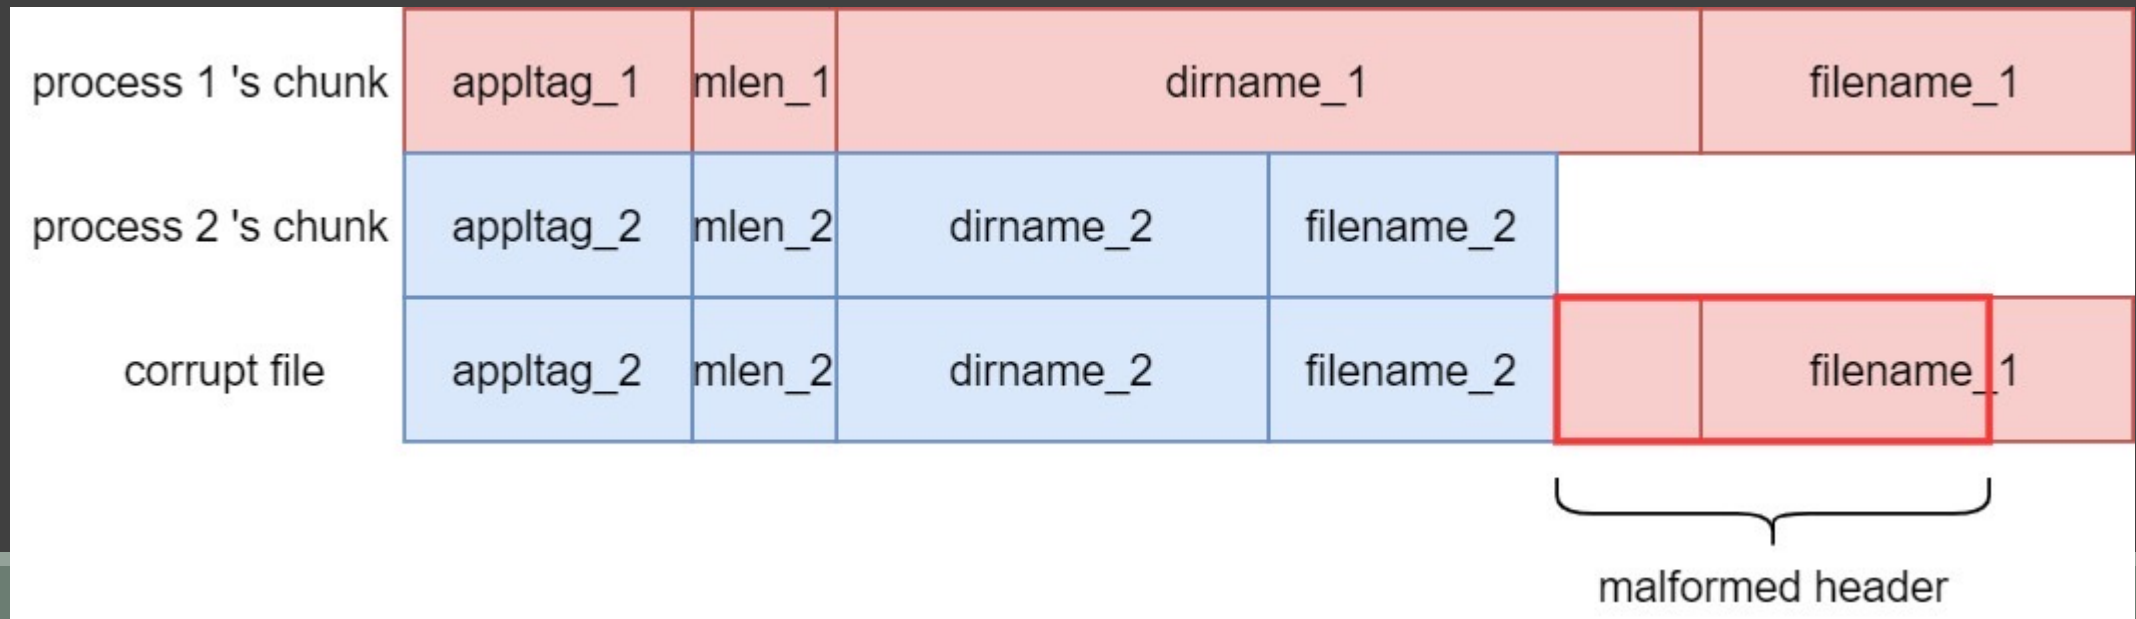 process 1 's chunk appltag_1 mlen_1 dirname_1 filename_1
process 2 's chunk appltag_2 mlen_2 dirname_2 filename_2
corrupt file appltag_2 mlen_2 dirname_2 filename_2 filename_1
malformed header